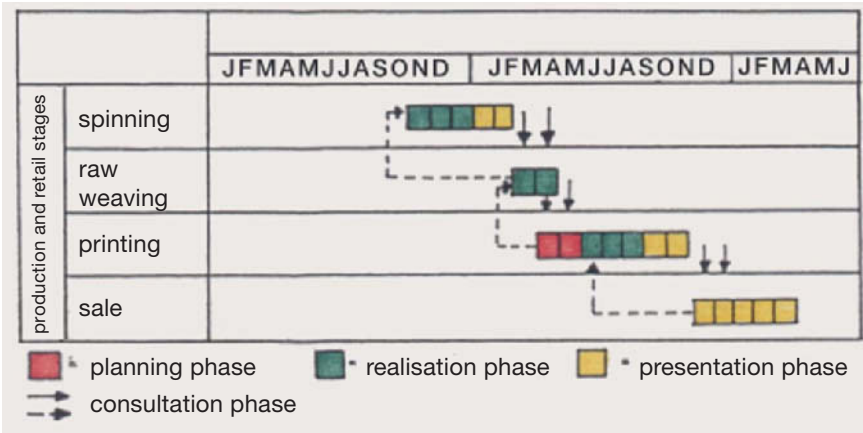 JFMAMJJASOND JFMAMJJASOND JFMAMJ
production and retail stages
spinning
raw
weaving
printing
sale
planning phase
realisation phase
presentation phase
consultation phase